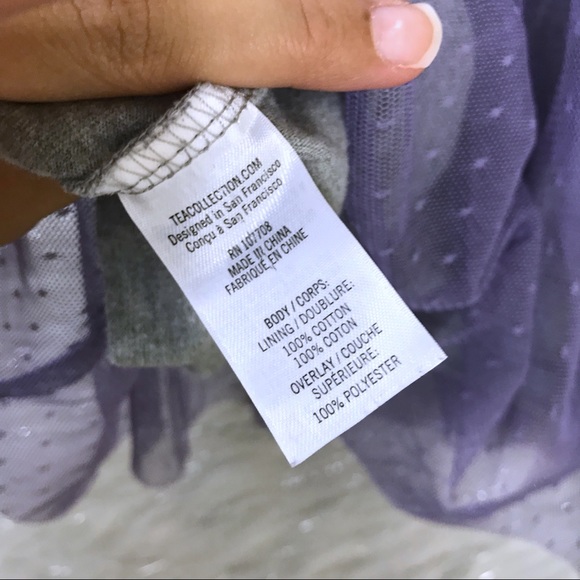 TEACOLLECTION.COM
Designed in San Francisco
Conçu à San Francisco
RN 107708
MADE IN CHINA
FABRIQUÉ EN CHINE
BODY / CORPS:
LINING / DOUBLURE:
100% COTTON
100% COTON
OVERLAY / COUCHE
SUPÉRIEURE:
100% POLYESTER